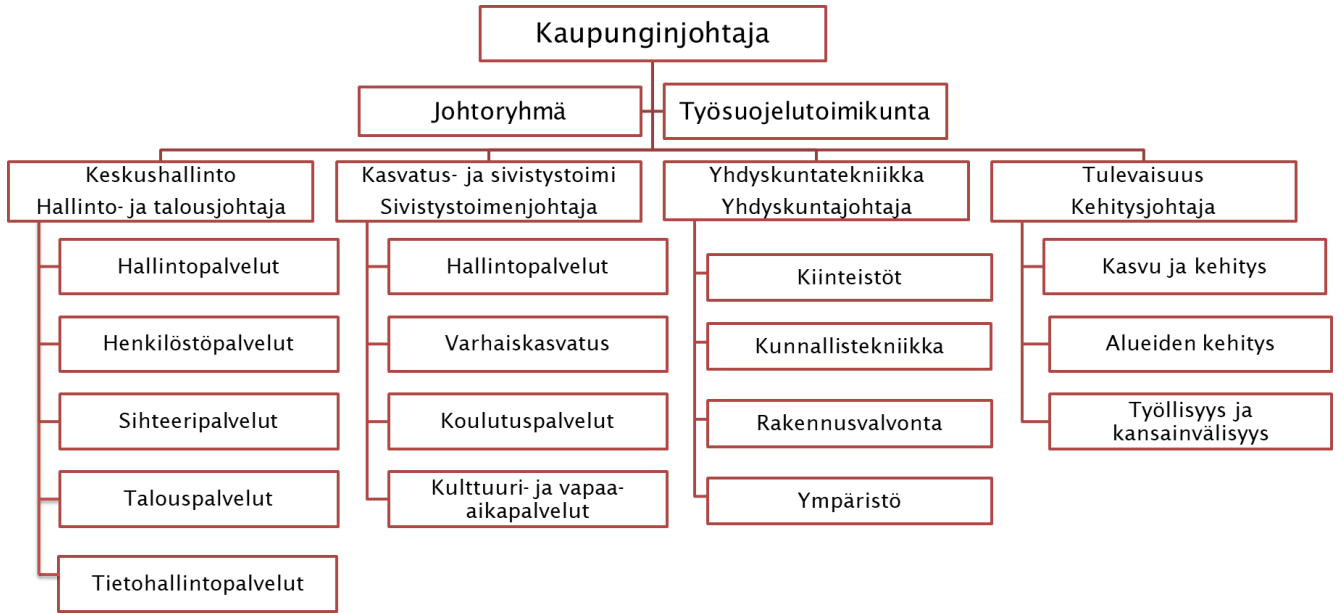 Kaupunginjohtaja
Johtoryhmä
Työsuojelutoimikunta
Keskushallinto
Hallinto- ja talousjohtaja
Hallintopalvelut
Henkilöstöpalvelut
Sihteeripalvelut
Talouspalvelut
Tietohallintopalvelut
Kasvatus- ja sivistystoimi
Sivistystoimenjohtaja
Hallintopalvelut
Varhaiskasvatus
Koulutuspalvelut
Kulttuuri- ja vapaa-
aikapalvelut
Yhdyskuntatekniikka
Yhdyskuntajohtaja
Kiinteistöt
Kunnallistekniikka
Rakennusvalvonta
Ympäristö
Tulevaisuus
Kehitysjohtaja
Kasvu ja kehitys
Alueiden kehitys
Työllisyys ja
kansainvälisyys